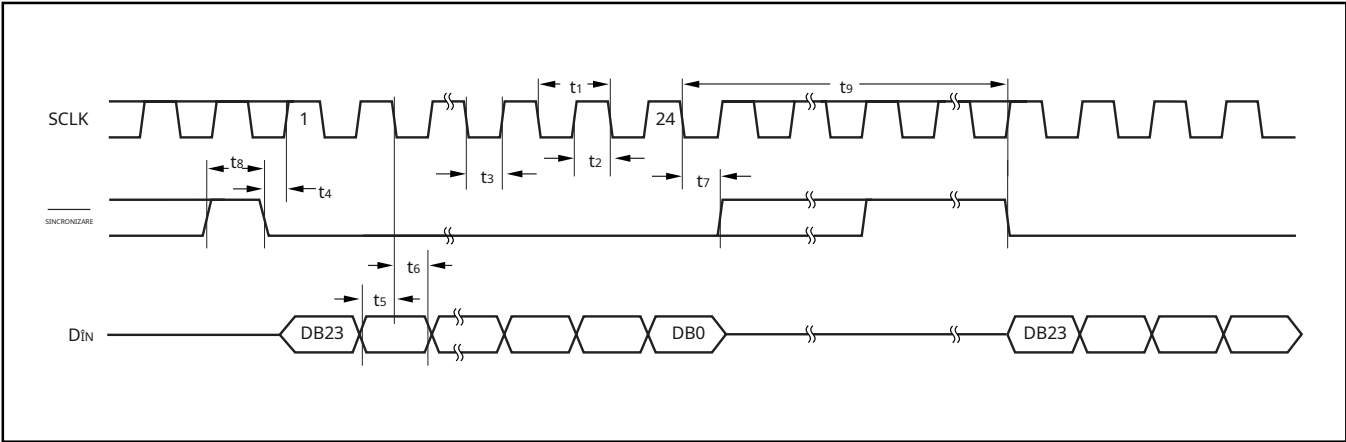 t1
t9
SCLK
1
24
t8
t4
t3
t2
t7
SINCRONIZARE
t6
t5
DÎN
DB23
DB0
DB23